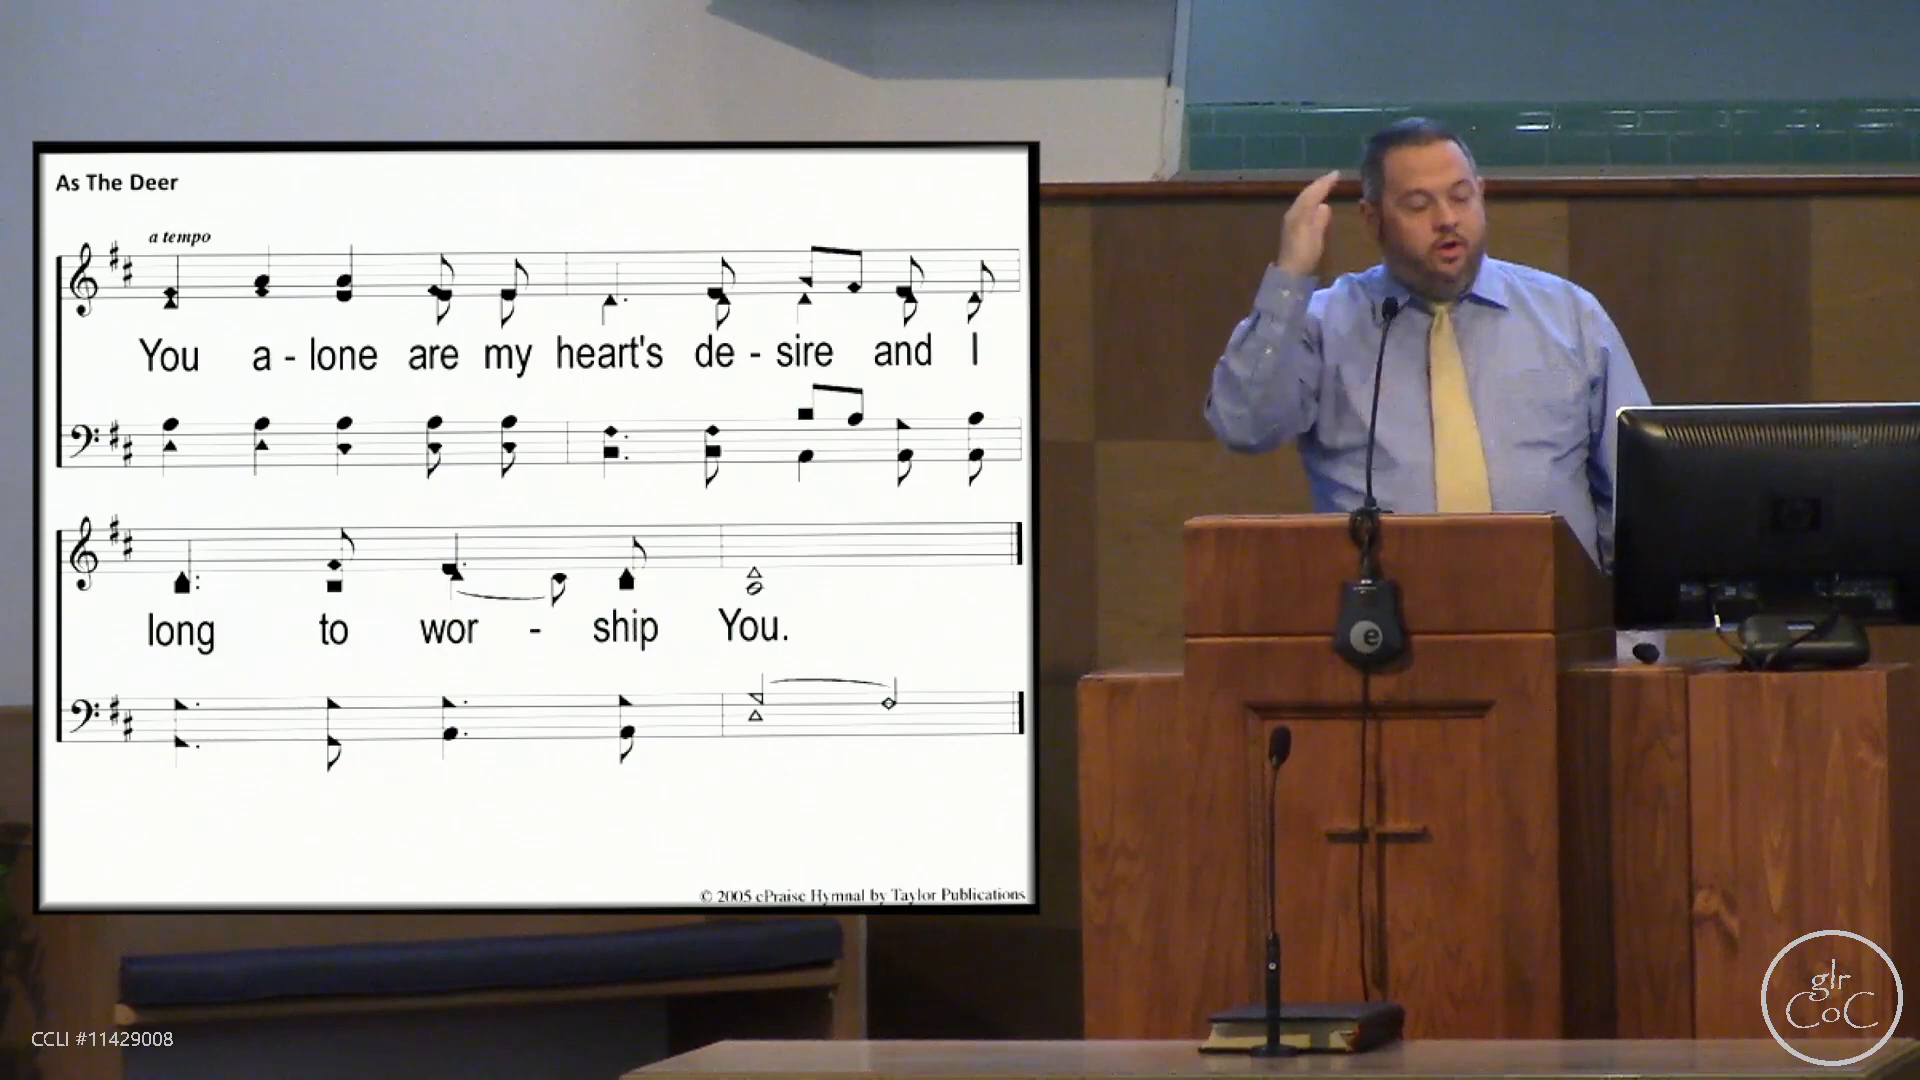 As The Deer
a tempo
You a - lone are my heart's de - sire and I
long to wor - ship You.
© 2005 ePraise Hymnal by Taylor Publications
e
glr
CoC
CCLI #11429008